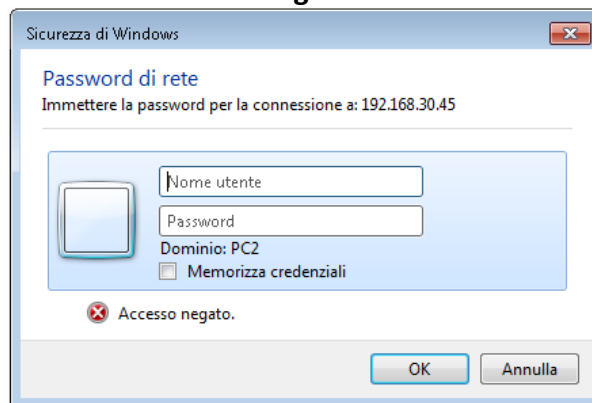 Sicurezza di Windows
Password di rete
Immettere la password per la connessione a: 192.168.30.45
Nome utente
Password
Dominio: PC2
Memorizza credenziali
Accesso negato.
OK
Annulla